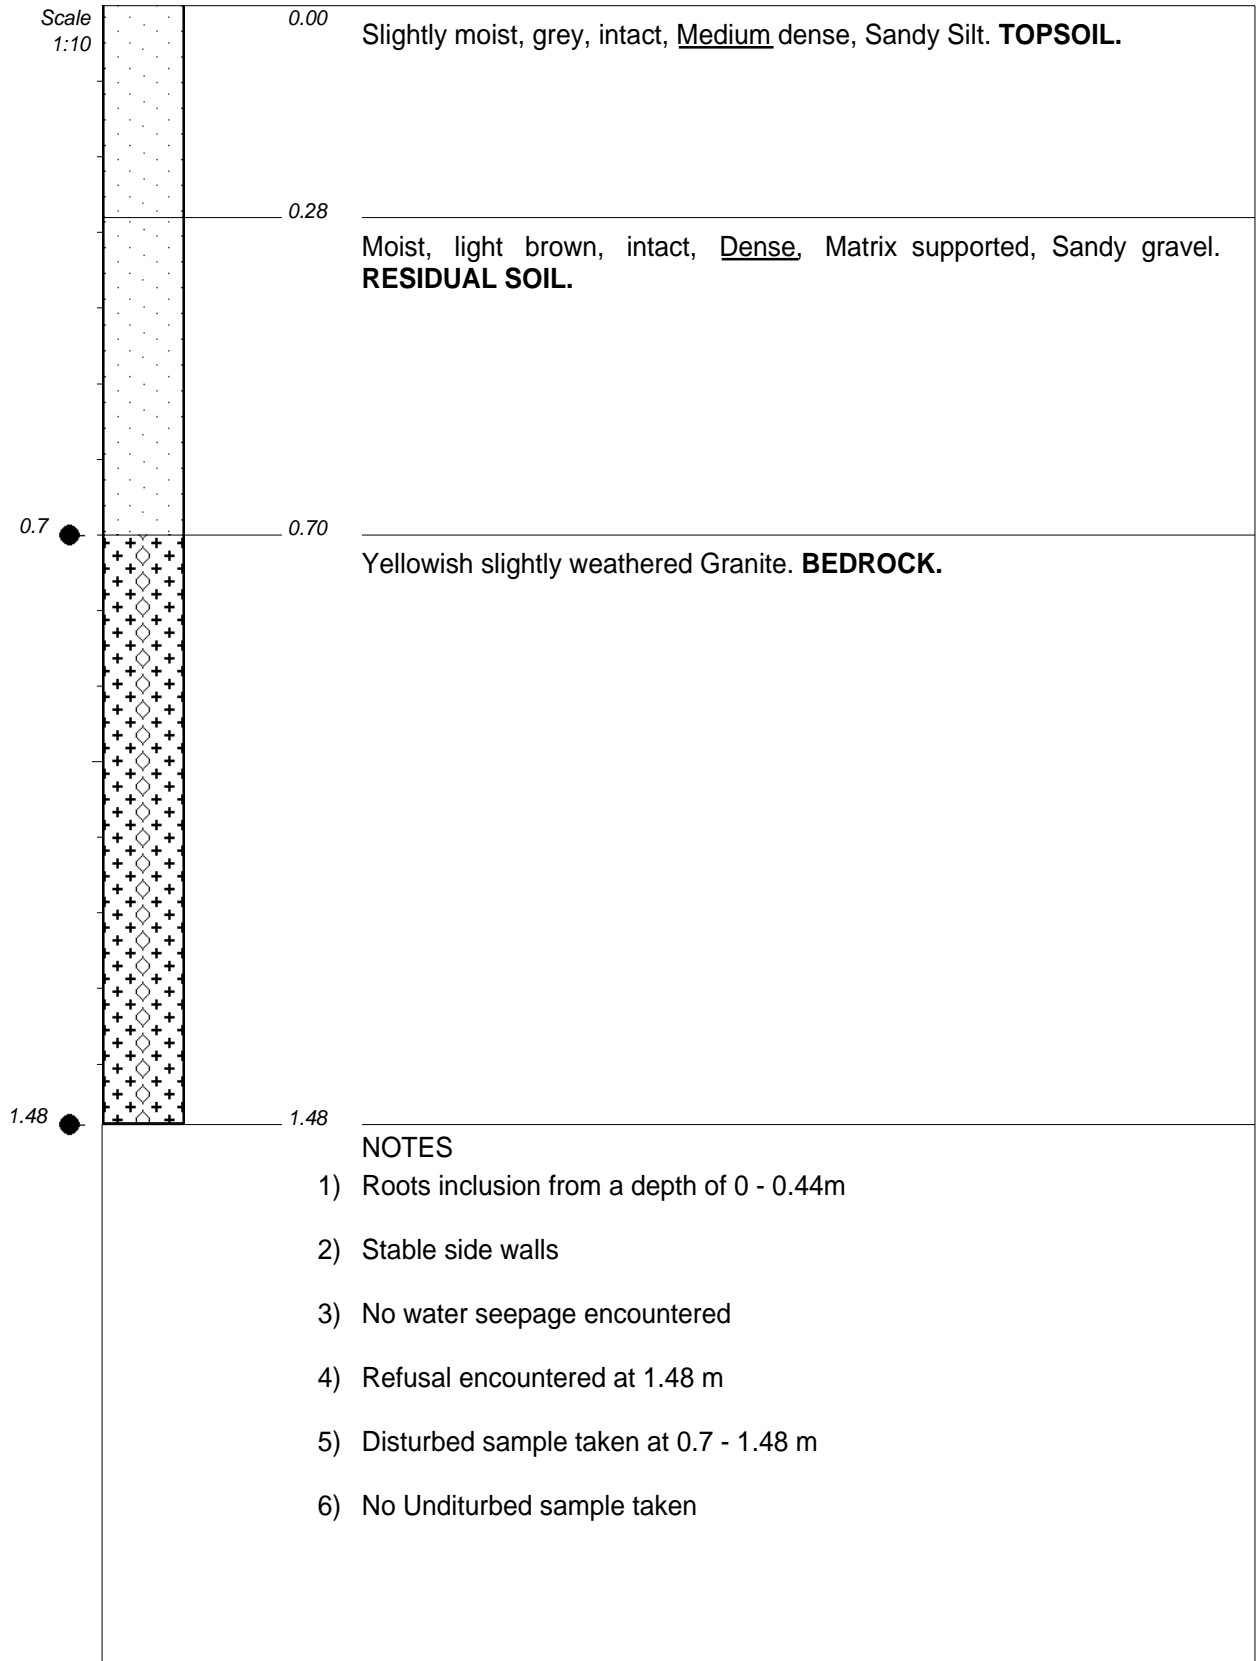 Scale
1:10
0.00
Slightly moist, grey, intact, Medium dense, Sandy Silt. TOPSOIL.
0.28
Moist, light brown, intact, Dense, Matrix supported, Sandy gravel.
RESIDUAL SOIL.
0.7
0.70
Yellowish slightly weathered Granite. BEDROCK.
1.48
1.48
NOTES
1) Roots inclusion from a depth of 0 - 0.44m
2) Stable side walls
3) No water seepage encountered
4) Refusal encountered at 1.48 m
5) Disturbed sample taken at 0.7 - 1.48 m
6) No Unditurbed sample taken